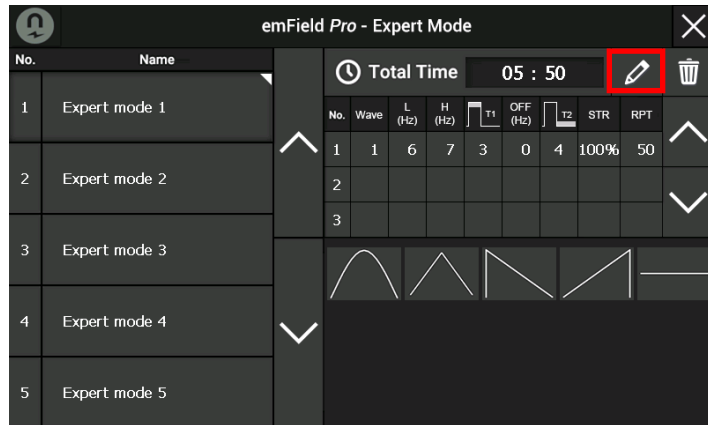 emField Pro - Expert Mode
No. Name
1 Expert mode 1
2 Expert mode 2
3 Expert mode 3
4 Expert mode 4
5 Expert mode 5
Total Time 05 : 50
No. Wave L (Hz) H (Hz) T1 OFF (Hz) T2 STR RPT
1 1 6 7 3 0 4 100% 50
2
3